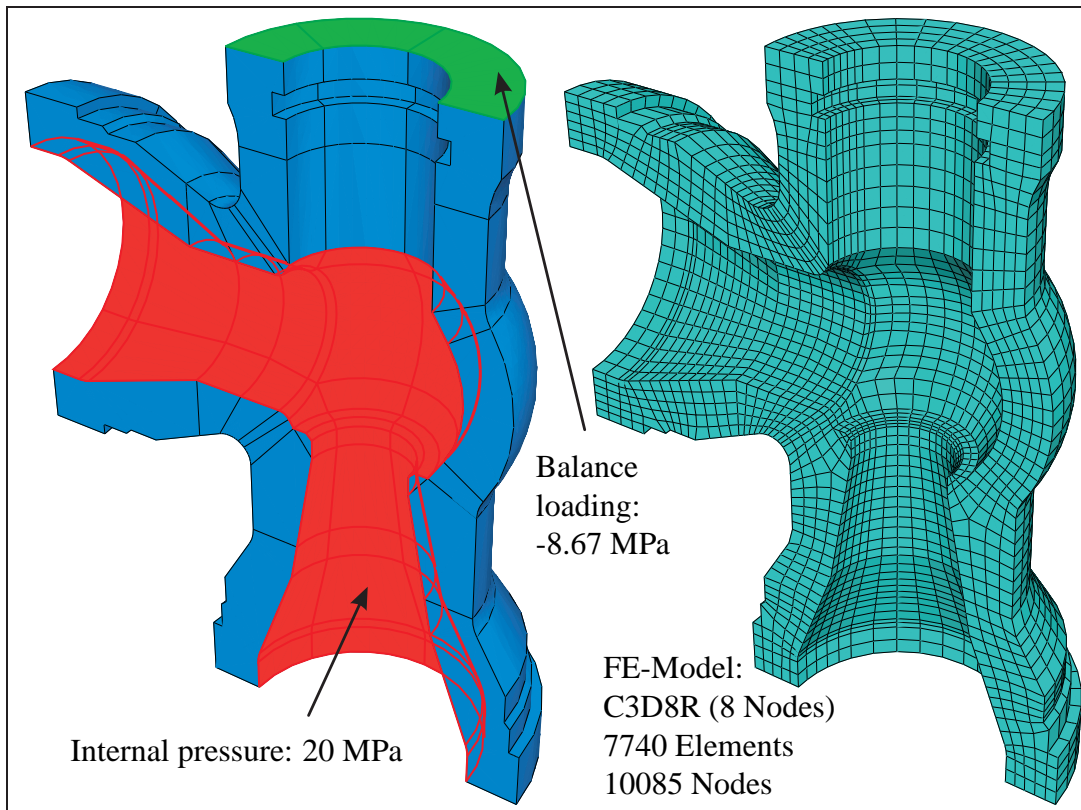 Balance
loading:
-8.67 MPa
Internal pressure: 20 MPa
FE-Model:
C3D8R (8 Nodes)
7740 Elements
10085 Nodes